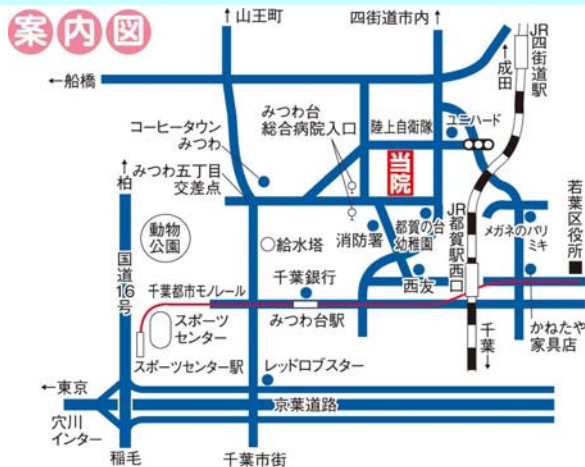 案内図
↑山王町
四街道市内↑
JR四街道駅
←成田
←船橋
みつわ台
総合病院入口
陸上自衛隊
ユニハード
コーヒータウン
みつわ
当院
みつわ五丁目
交差点
←柏
国道16号
動物
公園
給水塔
消防署
都賀の台
幼稚園
JR都賀駅西口
メガネのパリ
ミキ
若葉区役所
千葉銀行
西友
千葉都市モノレール
みつわ台駅
スポーツ
センター
スポーツセンター駅
かねたや
家具店
千葉→
レッドロブスター
←東京
京葉道路
穴川
インター
稲毛
千葉市街